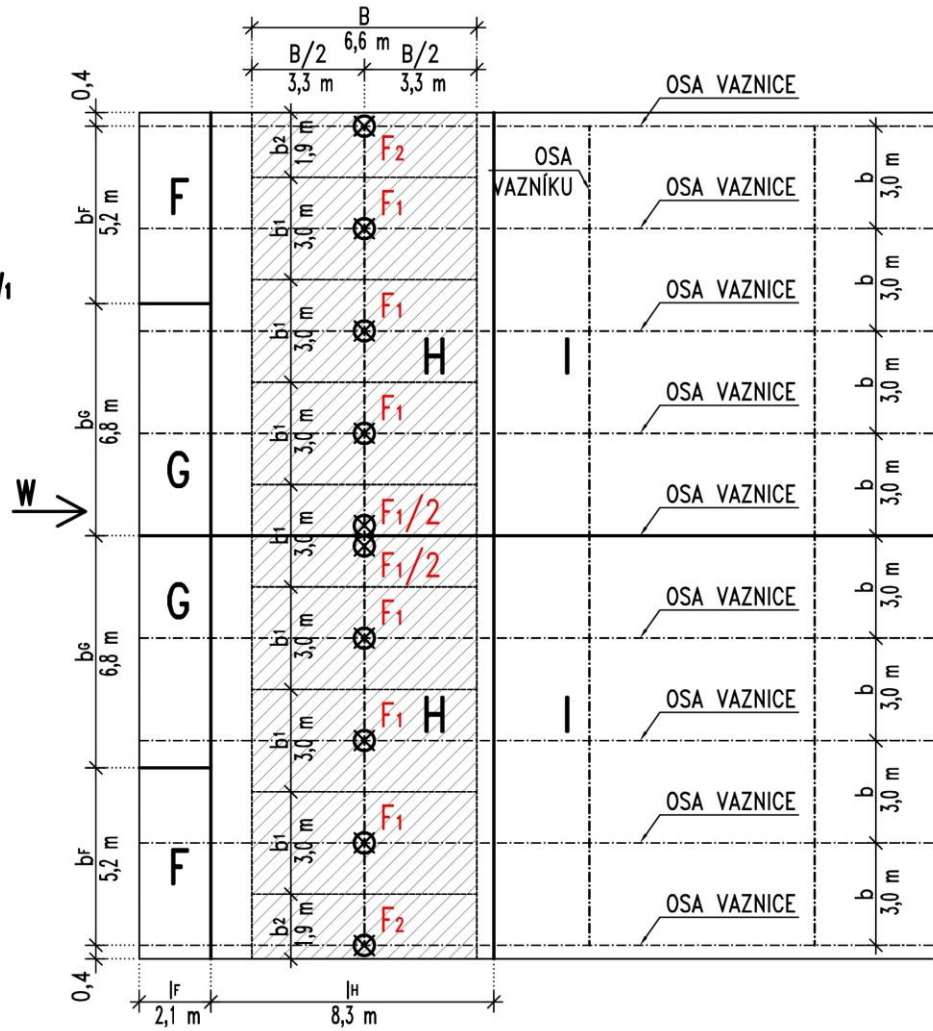 B
6,6 m
B/2
B/2
3,3 m
3,3 m
0,4
OSA VAZNICE
b2
1,9 m
F2
OSA
VAZNÍKU
b
3,0 m
F
bF
5,2 m
b1
3,0 m
F1
OSA VAZNICE
b
3,0 m
/1
b1
3,0 m
F1
OSA VAZNICE
H
I
b
3,0 m
bG
6,8 m
b1
3,0 m
F1
OSA VAZNICE
G
b
3,0 m
W
b1
3,0 m
F1/2
OSA VAZNICE
F1/2
G
b
3,0 m
bG
6,8 m
b1
3,0 m
F1
OSA VAZNICE
b
3,0 m
b1
3,0 m
F1
H
I
OSA VAZNICE
b
3,0 m
bF
5,2 m
F
b1
3,0 m
F1
OSA VAZNICE
b
3,0 m
b2
1,9 m
F2
OSA VAZNICE
0,4
lF
2,1 m
lH
8,3 m